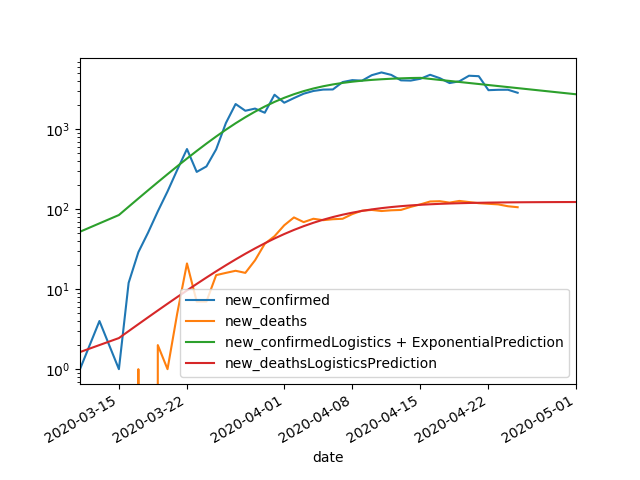 10³
10²
10¹
10⁰
new_confirmed
new_deaths
new_confirmedLogistics + ExponentialPrediction
new_deathsLogisticsPrediction
2020-03-15
2020-03-22
2020-04-01
2020-04-08
2020-04-15
2020-04-22
2020-05-01
date